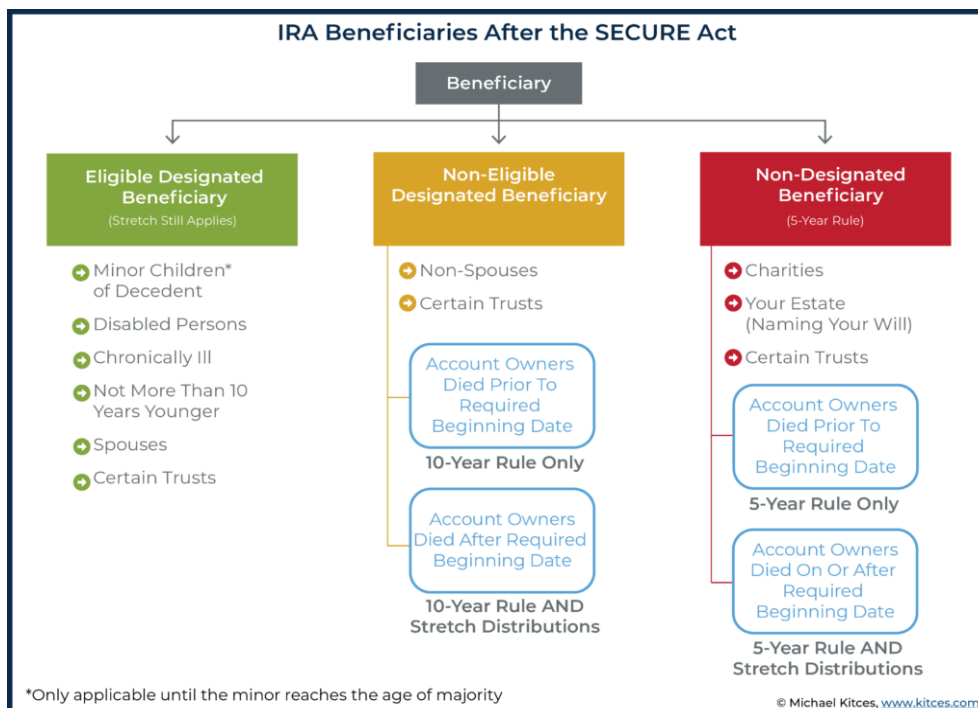 IRA Beneficiaries After the SECURE Act
Beneficiary
Eligible Designated
Beneficiary
(Stretch Still Applies)
Minor Children*
of Decedent
Disabled Persons
Chronically Ill
Not More Than 10
Years Younger
Spouses
Certain Trusts
Non-Eligible
Designated Beneficiary
Non-Spouses
Certain Trusts
Account Owners
Died Prior To
Required
Beginning Date
10-Year Rule Only
Account Owners
Died After Required
Beginning Date
10-Year Rule AND
Stretch Distributions
Non-Designated
Beneficiary
(5-Year Rule)
Charities
Your Estate
(Naming Your Will)
Certain Trusts
Account Owners
Died Prior To
Required
Beginning Date
5-Year Rule Only
Account Owners
Died On Or After
Required
Beginning Date
5-Year Rule AND
Stretch Distributions
*Only applicable until the minor reaches the age of majority
© Michael Kitces, www.kitces.com